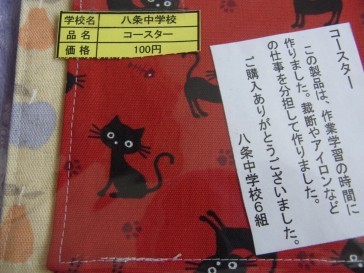 学校名 八条中学校
品名 コースター
価格 100円
コースター
この製品は、作業学習の時間に
作りました。裁断やアイロンなど
の仕事を分担して作りました。
ご購入ありがとうございました。
八条中学校６組